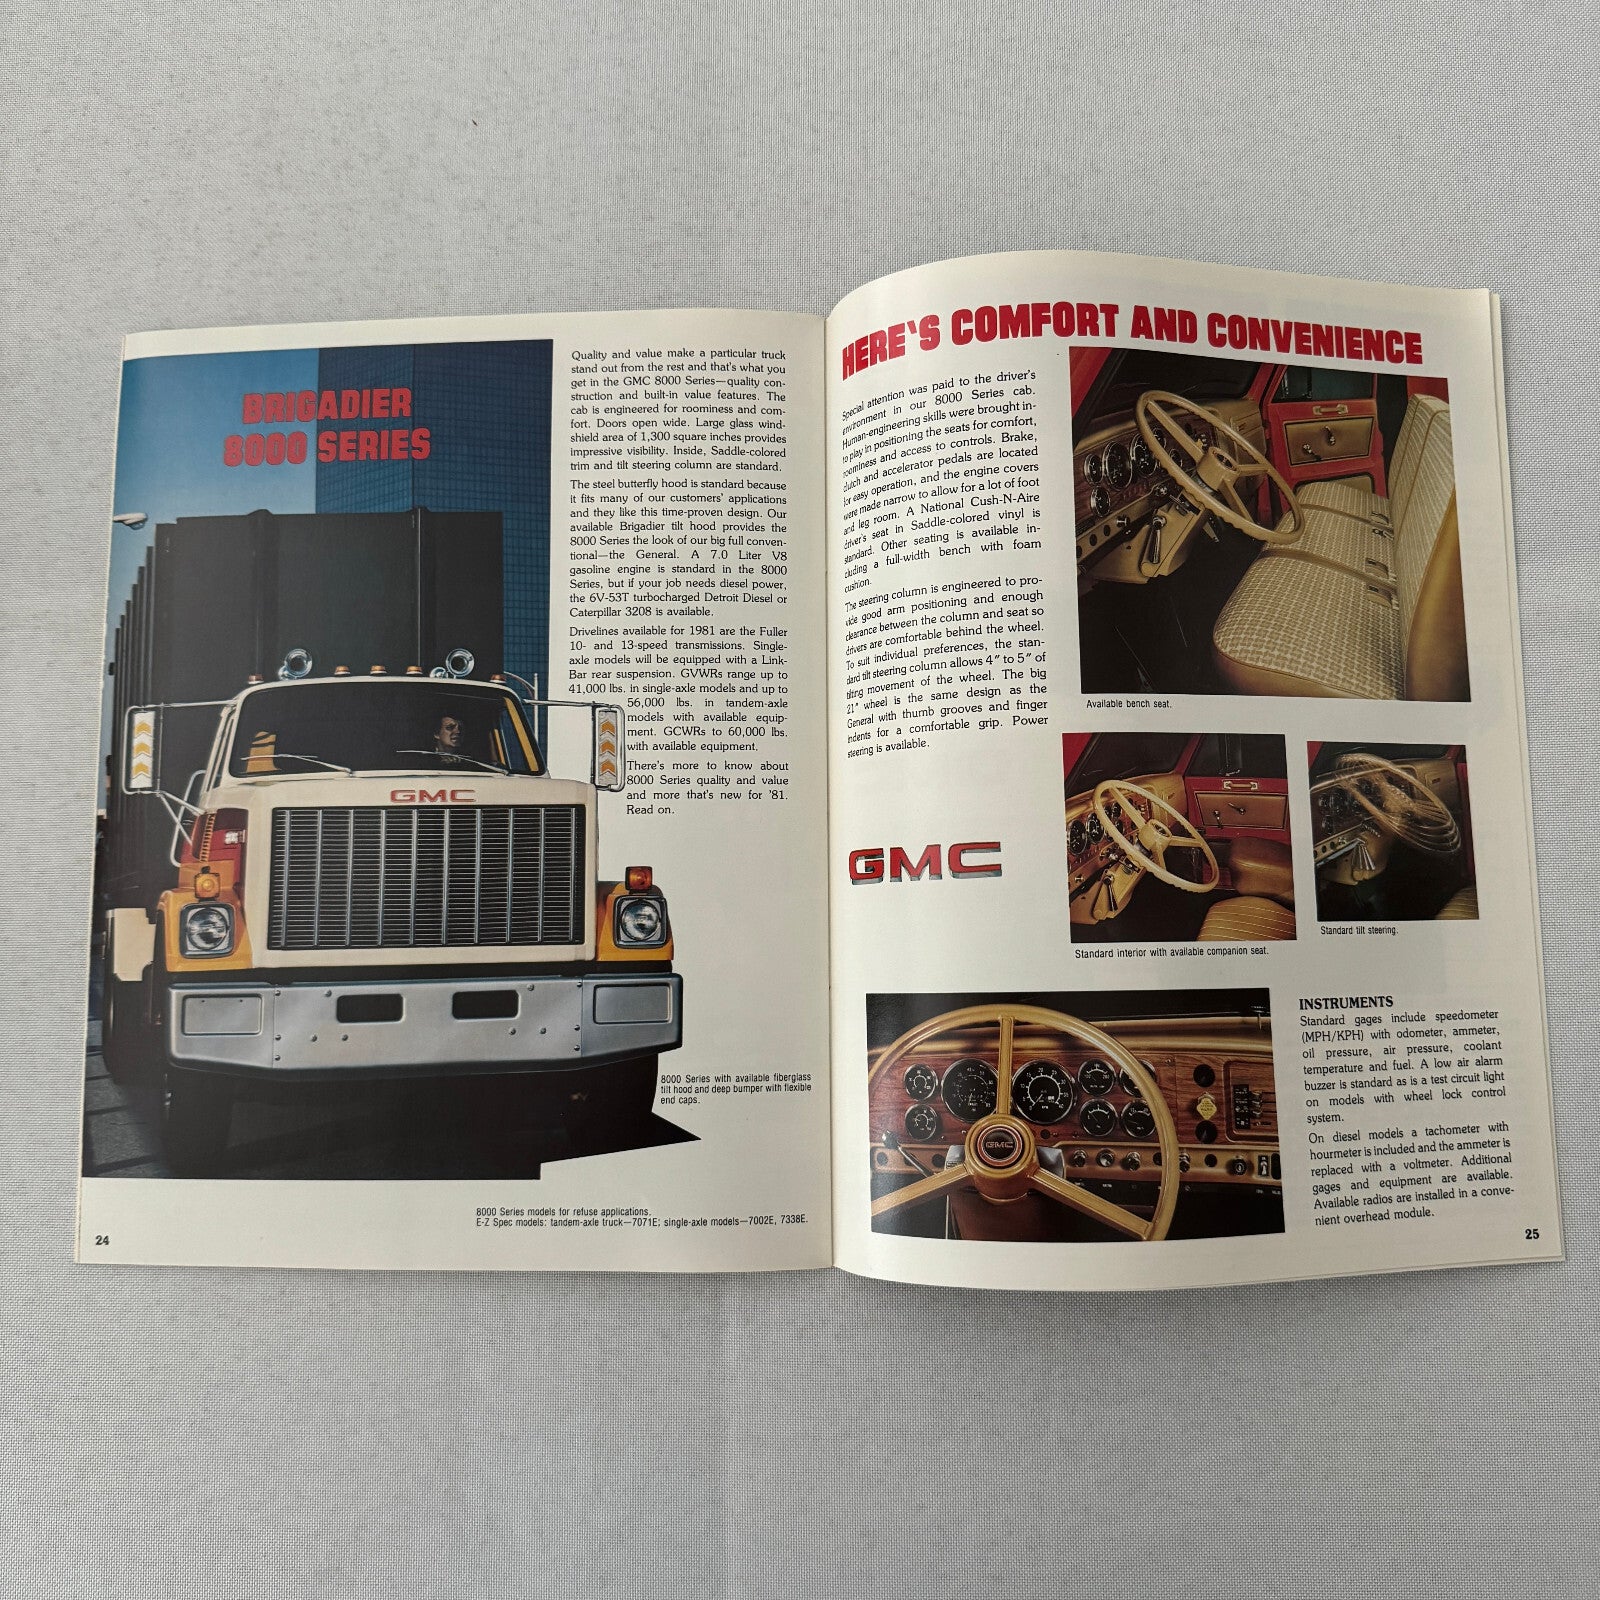 BRIGADIER
8000 SERIES
Quality and value make a particular truck
stand out from the rest and that's what you
get in the GMC 8000 Series—quality con-
struction and built-in value features. The
cab is engineered for roominess and com-
fort. Doors open wide. Large glass wind-
shield area of 1,300 square inches provides
impressive visibility. Inside, Saddle-colored
trim and tilt steering column are standard.
The steel butterfly hood is standard because
it fits many of our customers' applications
and they like this time-proven design. Our
available Brigadier tilt hood provides the
8000 Series the look of our big full conven-
tional—the General. A 7.0 Liter V8
gasoline engine is standard in the 8000
Series, but if your job needs diesel power,
the 6V-53T turbocharged Detroit Diesel or
Caterpillar 3208 is available.
Drivelines available for 1981 are the Fuller
10- and 13-speed transmissions. Single-
axle models will be equipped with a Link-
Bar rear suspension. GVWRs range up to
41,000 lbs. in single-axle models and up to
56,000 lbs. in tandem-axle
models with available equip-
ment. GCWRs to 60,000 lbs.
with available equipment.
There's more to know about
8000 Series quality and value
and more that's new for '81.
Read on.
GMC
8000 Series with available fiberglass
tilt hood and deep bumper with flexible
end caps.
8000 Series models for refuse applications.
E-Z Spec models: tandem-axle truck—7071E; single-axle models—7002E, 7338E.
24
HERE'S COMFORT AND CONVENIENCE
Special attention was paid to the driver's
environment in our 8000 Series cab.
Human-engineering skills were brought in-
to play in positioning the seats for comfort,
roominess and access to controls. Brake,
clutch and accelerator pedals are located
for easy operation, and the engine covers
were made narrow to allow for a lot of foot
and leg room. A National Cush-N-Aire
driver's seat in Saddle-colored vinyl is
standard. Other seating is available in-
cluding a full-width bench with foam
cushion.
The steering column is engineered to pro-
vide good arm positioning and enough
clearance between the column and seat so
drivers are comfortable behind the wheel.
To suit individual preferences, the stan-
dard tilt steering column allows 4" to 5" of
tilting movement of the wheel. The big
21" wheel is the same design as the
General with thumb grooves and finger
indents for a comfortable grip. Power
steering is available.
Available bench seat.
GMC
Standard interior with available companion seat.
Standard tilt steering.
GMC
INSTRUMENTS
Standard gages include speedometer
(MPH/KPH) with odometer, ammeter,
oil pressure, air pressure, coolant
temperature and fuel. A low air alarm
buzzer is standard as is a test circuit light
on models with wheel lock control
system.
On diesel models a tachometer with
hourmeter is included and the ammeter is
replaced with a voltmeter. Additional
gages and equipment are available.
Available radios are installed in a conve-
nient overhead module.
25